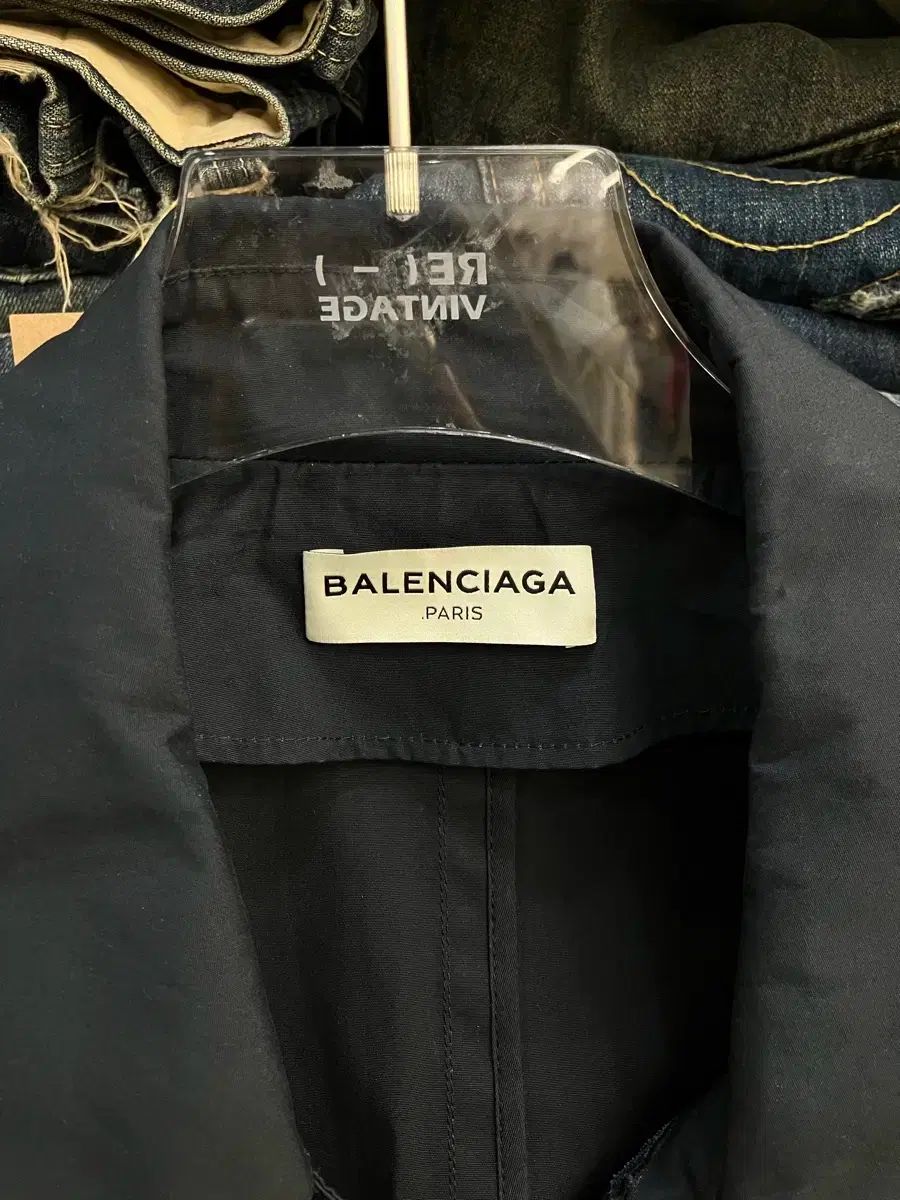 RE( - )
VINTAGE
BALENCIAGA
.PARIS